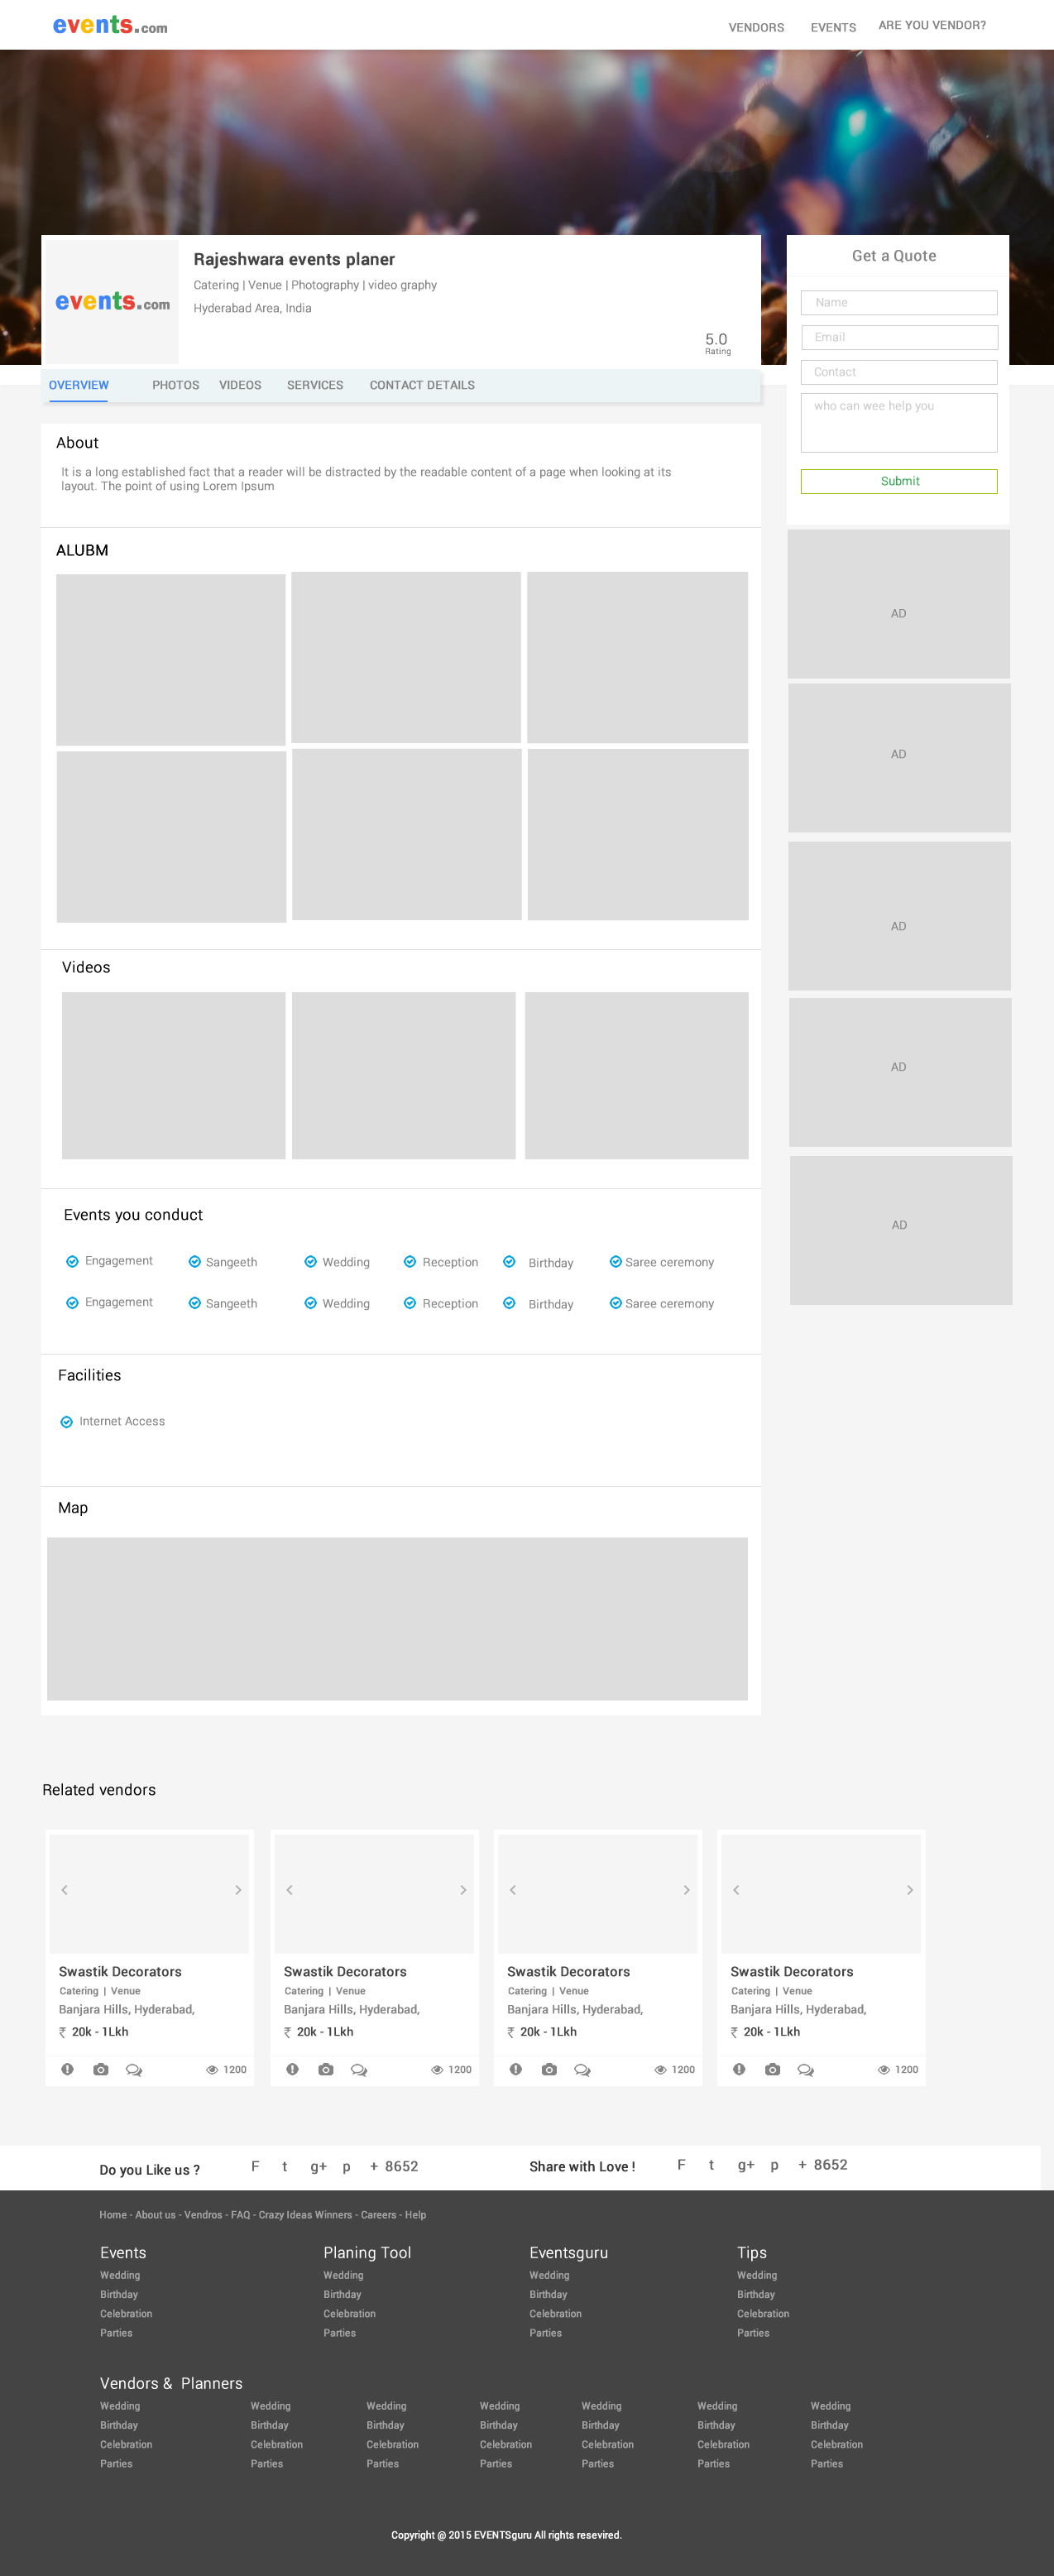 events.com
VENDORS EVENTS ARE YOU VENDOR?
events.com
Rajeshwara events planer
Catering | Venue | Photography | video graphy
Hyderabad Area, India
5.0
Rating
OVERVIEW PHOTOS VIDEOS SERVICES CONTACT DETAILS
Get a Quote
Name
Email
Contact
who can wee help you
Submit
About
It is a long established fact that a reader will be distracted by the readable content of a page when looking at its
layout. The point of using Lorem Ipsum
ALUBM
AD
AD
AD
AD
AD
Videos
Events you conduct
Engagement Sangeeth Wedding Reception Birthday Saree ceremony
Engagement Sangeeth Wedding Reception Birthday Saree ceremony
Facilities
Internet Access
Map
Related vendors
Swastik Decorators
Catering | Venue
Banjara Hills, Hyderabad,
₹ 20k - 1Lkh
1200
Swastik Decorators
Catering | Venue
Banjara Hills, Hyderabad,
₹ 20k - 1Lkh
1200
Swastik Decorators
Catering | Venue
Banjara Hills, Hyderabad,
₹ 20k - 1Lkh
1200
Swastik Decorators
Catering | Venue
Banjara Hills, Hyderabad,
₹ 20k - 1Lkh
1200
Do you Like us ? F t g+ p + 8652 Share with Love ! F t g+ p + 8652
Home - About us - Vendros - FAQ - Crazy Ideas Winners - Careers - Help
Events Planing Tool Eventsguru Tips
Wedding Wedding Wedding Wedding
Birthday Birthday Birthday Birthday
Celebration Celebration Celebration Celebration
Parties Parties Parties Parties
Vendors & Planners
Wedding Wedding Wedding Wedding Wedding Wedding Wedding
Birthday Birthday Birthday Birthday Birthday Birthday Birthday
Celebration Celebration Celebration Celebration Celebration Celebration Celebration
Parties Parties Parties Parties Parties Parties Parties
Copyright @ 2015 EVENTSguru All rights resevired.